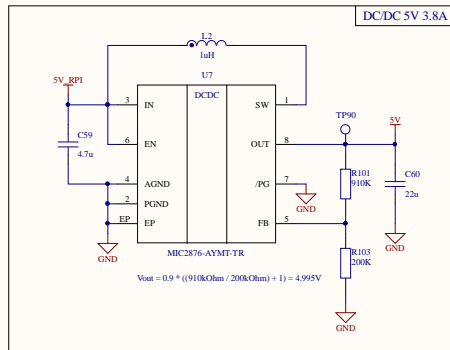 DC/DC 5V 3.8A
L2
1uH
U7
5V_RPI
DCDC
3 IN
SW 1
TP90
5V
C59
4.7u
6 EN
OUT 8
R101
910K
C60
22u
4 AGND
/PG 7
2 PGND
GND
EP EP
FB 5
GND
MIC2876-AYMT-TR
R103
200K
GND
Vout = 0.9 * ((910kOhm / 200kOhm) + 1) = 4.995V
GND